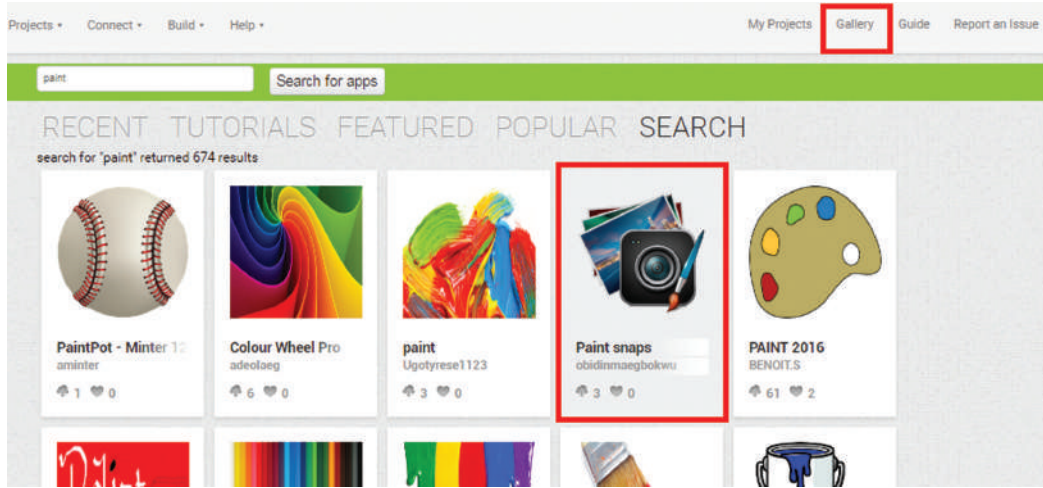 Projects • Connect • Build • Help • My Projects Gallery Guide Report an Issue
paint Search for apps
RECENT TUTORIALS FEATURED POPULAR SEARCH
search for "paint" returned 674 results
PaintPot - Minter 12 Colour Wheel Pro paint Paint snaps PAINT 2016
aminter adeolaeg Ugotyrese1123 obidinmaegbokwu BENOIT.S
1 0 6 0 3 0 3 0 61 2